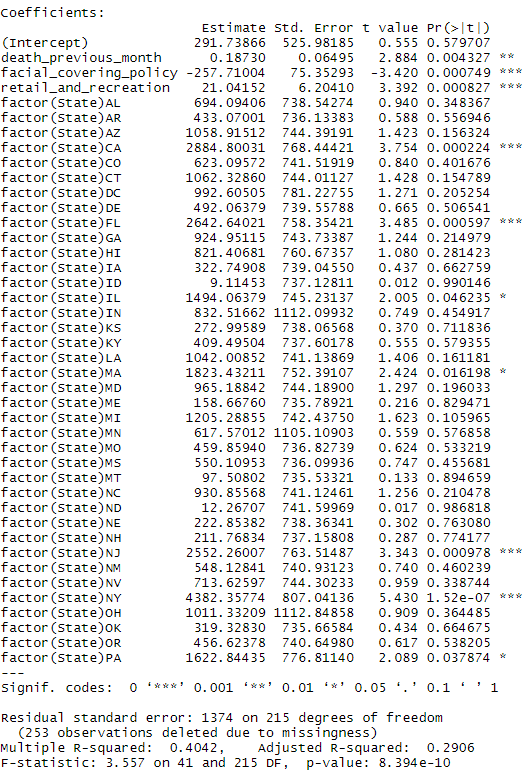 Coefficients:
Estimate Std. Error t value Pr(>|t|)
(Intercept) 291.73866 525.98185 0.555 0.579707
death_previous_month 0.18730 0.06495 2.884 0.004327 **
facial_covering_policy -257.71004 75.35293 -3.420 0.000749 ***
retail_and_recreation 21.04152 6.20410 3.392 0.000827 ***
factor(State)AL 694.09406 738.54274 0.940 0.348367
factor(State)AR 433.07001 736.13383 0.588 0.556946
factor(State)AZ 1058.91512 744.39191 1.423 0.156324
factor(State)CA 2884.80031 768.44421 3.754 0.000224 ***
factor(State)CO 623.09572 741.51919 0.840 0.401676
factor(State)CT 1062.32860 744.01127 1.428 0.154789
factor(State)DC 992.60505 781.22755 1.271 0.205254
factor(State)DE 492.06379 739.55788 0.665 0.506541
factor(State)FL 2642.64021 758.35421 3.485 0.000597 ***
factor(State)GA 924.95115 743.73387 1.244 0.214979
factor(State)HI 821.40681 760.67357 1.080 0.281423
factor(State)IA 322.74908 739.04550 0.437 0.662759
factor(State)ID 9.11453 737.12811 0.012 0.990146
factor(State)IL 1494.06379 745.23137 2.005 0.046235 *
factor(State)IN 832.51662 1112.09932 0.749 0.454917
factor(State)KS 272.99589 738.06568 0.370 0.711836
factor(State)KY 409.49504 737.60178 0.555 0.579355
factor(State)LA 1042.00852 741.13869 1.406 0.161181
factor(State)MA 1823.43211 752.39107 2.424 0.016198 *
factor(State)MD 965.18842 744.18900 1.297 0.196033
factor(State)ME 158.66760 735.78921 0.216 0.829471
factor(State)MI 1205.28855 742.43750 1.623 0.105965
factor(State)MN 617.57012 1105.10903 0.559 0.576858
factor(State)MO 459.85940 736.82739 0.624 0.533219
factor(State)MS 550.10953 736.09936 0.747 0.455681
factor(State)MT 97.50802 735.53321 0.133 0.894659
factor(State)NC 930.85568 741.12461 1.256 0.210478
factor(State)ND 12.26707 741.59969 0.017 0.986818
factor(State)NE 222.85382 738.36341 0.302 0.763080
factor(State)NH 211.76834 737.15808 0.287 0.774177
factor(State)NJ 2552.26007 763.51487 3.343 0.000978 ***
factor(State)NM 548.12841 740.93123 0.740 0.460239
factor(State)NV 713.62597 744.30233 0.959 0.338744
factor(State)NY 4382.35774 807.04136 5.430 1.52e-07 ***
factor(State)OH 1011.33209 1112.84858 0.909 0.364485
factor(State)OK 319.32830 735.66584 0.434 0.664675
factor(State)OR 456.62378 740.64980 0.617 0.538205
factor(State)PA 1622.84435 776.81140 2.089 0.037874 *
---
Signif. codes: 0 ‘***’ 0.001 ‘**’ 0.01 ‘*’ 0.05 ‘.’ 0.1 ‘ ’ 1
Residual standard error: 1374 on 215 degrees of freedom
(253 observations deleted due to missingness)
Multiple R-squared: 0.4042, Adjusted R-squared: 0.2906
F-statistic: 3.557 on 41 and 215 DF, p-value: 8.394e-10